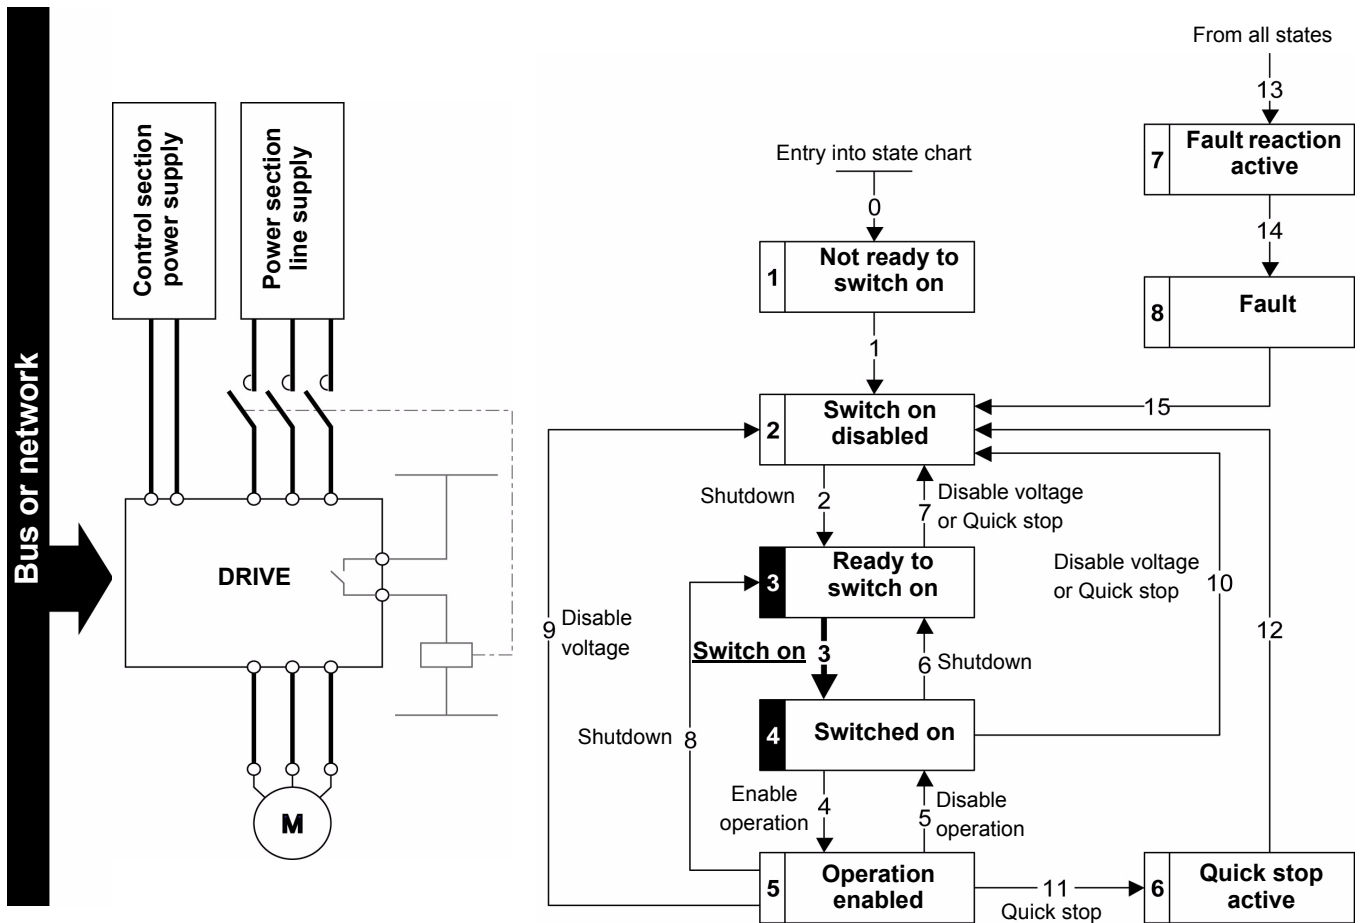 Bus or network
Control section
power supply
Power section
line supply
DRIVE
M
From all states
13
7
Fault reaction
active
14
8
Fault
15
Entry into state chart
0
1
Not ready to
switch on
1
2
Switch on
disabled
Shutdown
2
7
Disable voltage
or Quick stop
3
Ready to
switch on
Disable voltage
or Quick stop
10
12
9
Disable
voltage
Switch on
3
6
Shutdown
4
Switched on
Shutdown
8
Enable
operation
4
5
Disable
operation
5
Operation
enabled
11
Quick stop
6
Quick stop
active